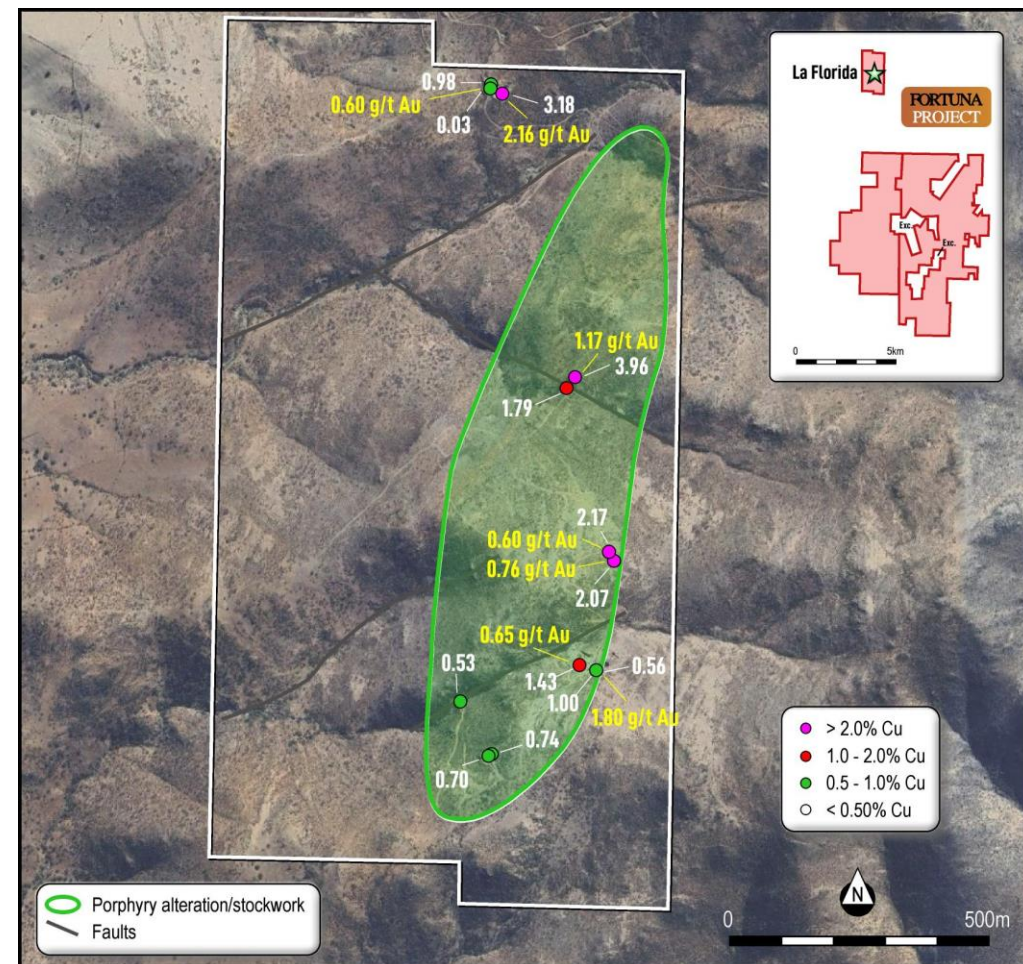 0.98
0.60 g/t Au
0.03
3.18
2.16 g/t Au
La Florida
FORTUNA
PROJECT
Exc.
Exc.
0
5km
1.17 g/t Au
3.96
1.79
2.17
0.60 g/t Au
0.76 g/t Au
2.07
0.65 g/t Au
0.53
1.43
0.56
1.00
1.80 g/t Au
0.74
0.70
> 2.0% Cu
1.0 - 2.0% Cu
0.5 - 1.0% Cu
< 0.50% Cu
Porphyry alteration/stockwork
Faults
N
0
500m